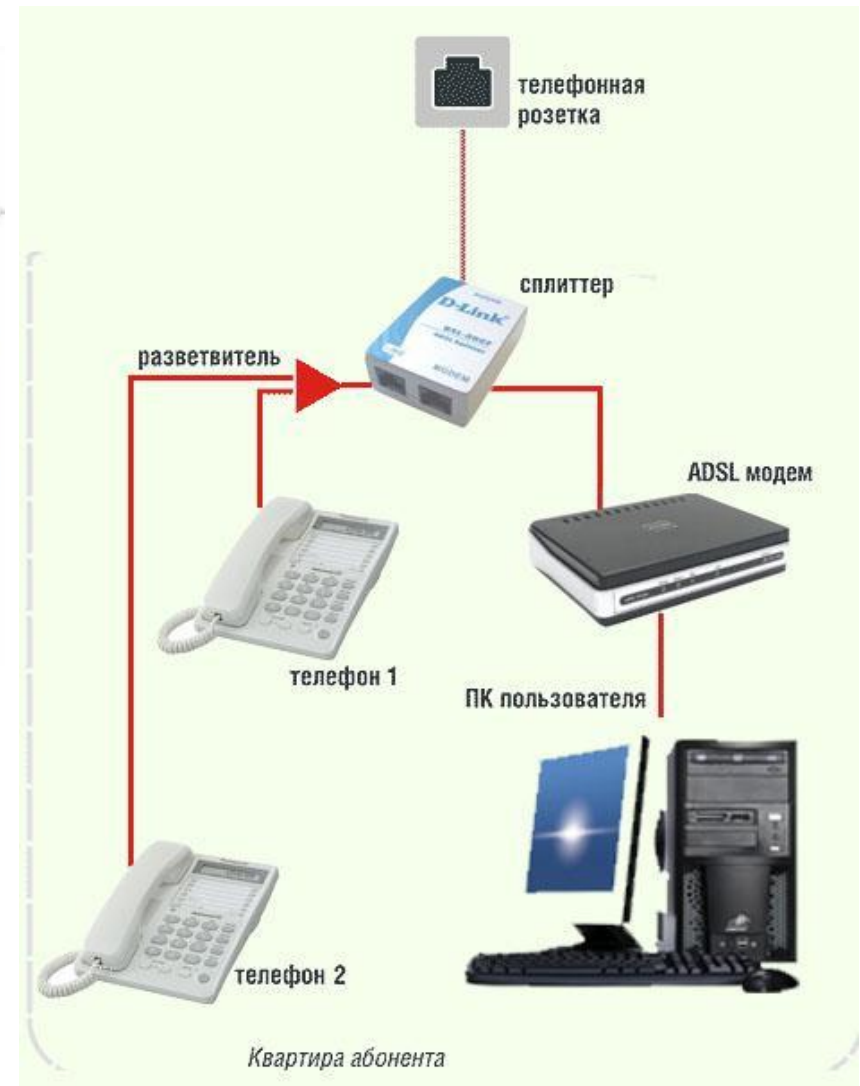 телефонная
розетка
сплиттер
D-Link
MODEM
разветвитель
ADSL модем
телефон 1
ПК пользователя
телефон 2
Квартира абонента